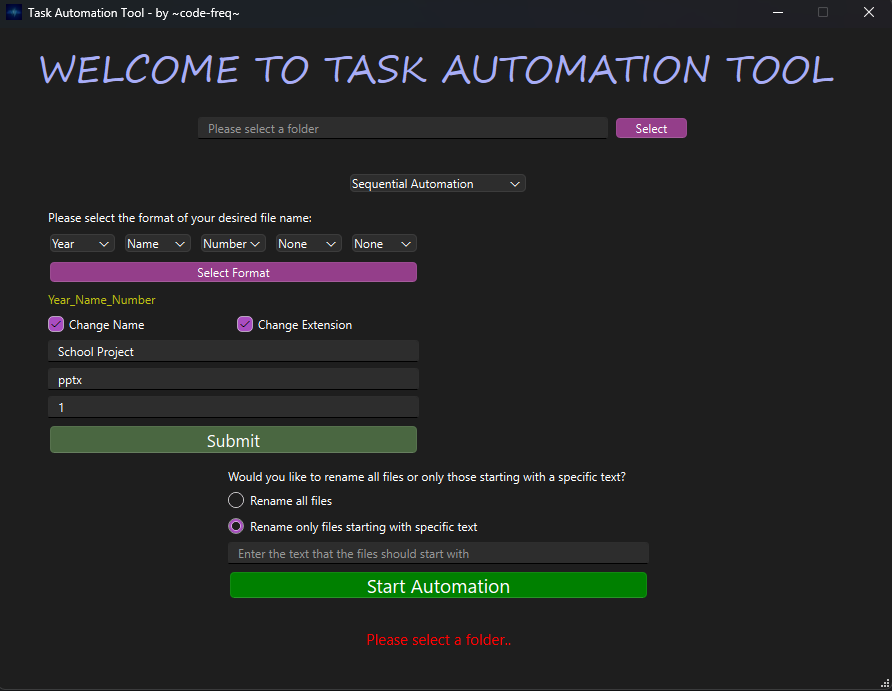 Task Automation Tool - by ~code-freq~
WELCOME TO TASK AUTOMATION TOOL
Please select a folder Select
Sequential Automation
Please select the format of your desired file name:
Year Name Number None None
Select Format
Year_Name_Number
Change Name Change Extension
School Project
pptx
1
Submit
Would you like to rename all files or only those starting with a specific text?
Rename all files
Rename only files starting with specific text
Enter the text that the files should start with
Start Automation
Please select a folder..